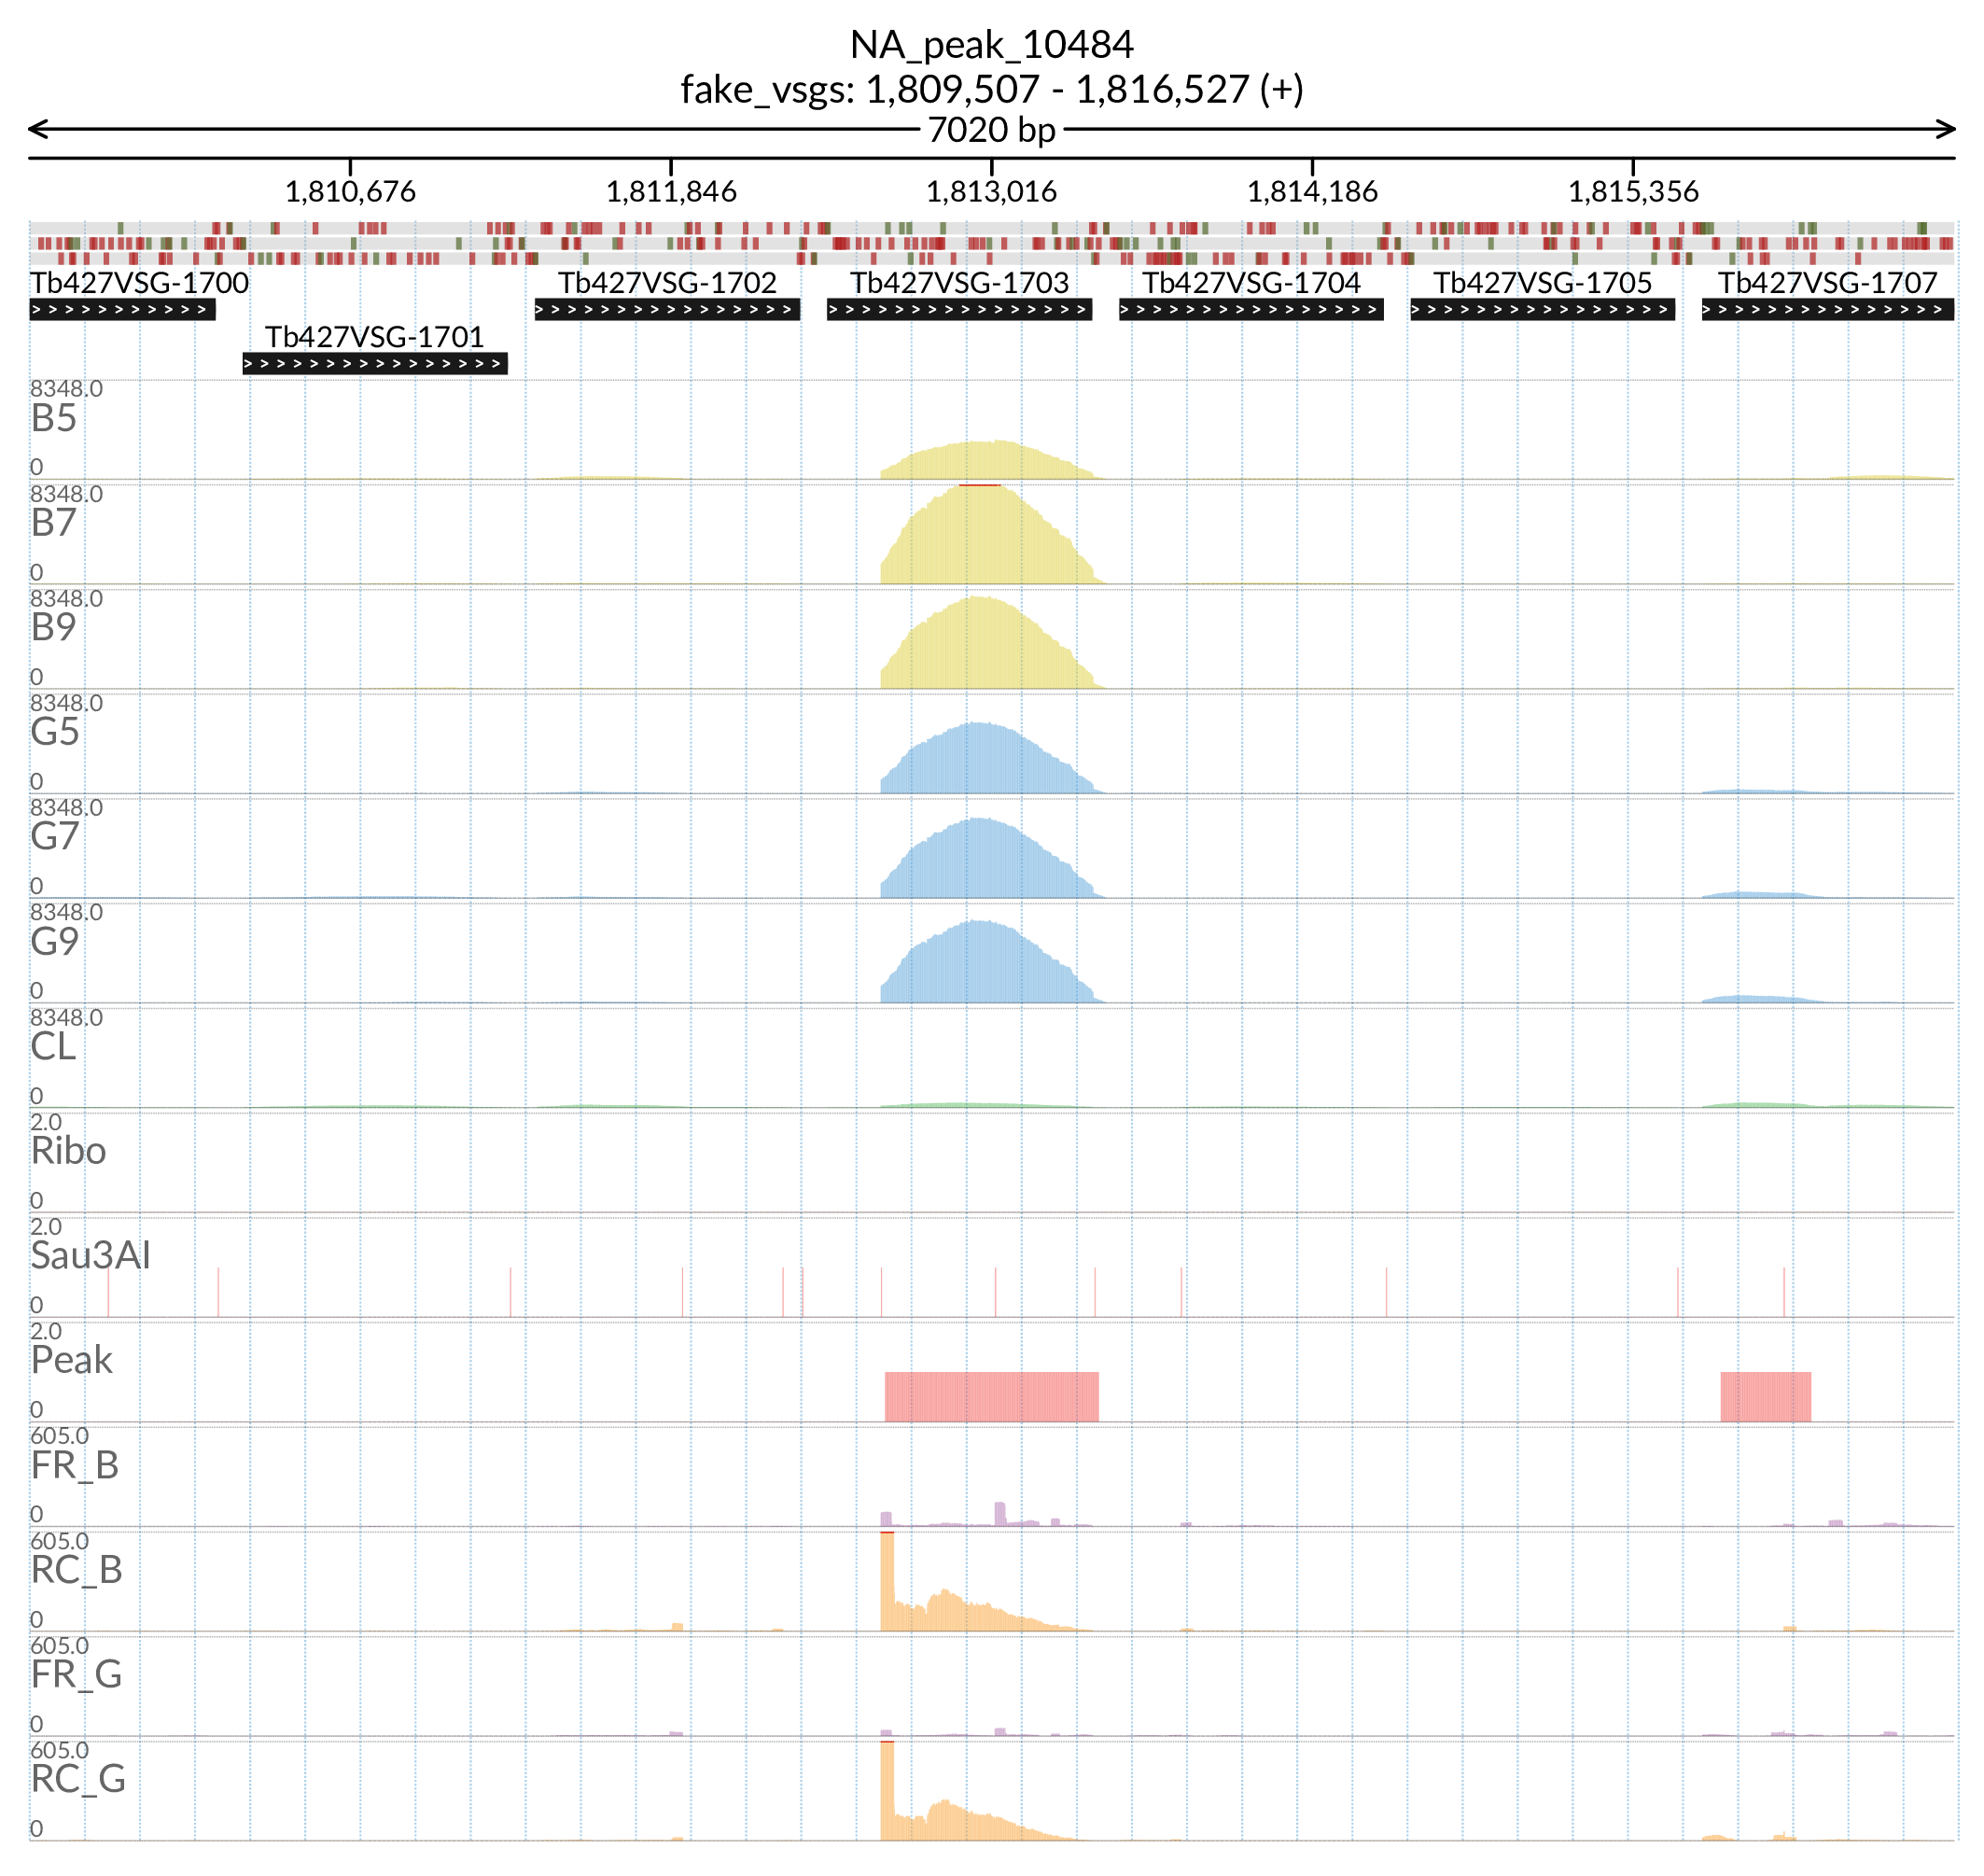 NA_peak_10484
fake_vsgs: 1,809,507 - 1,816,527 (+)
7020 bp
1,810,676 1,811,846 1,813,016 1,814,186 1,815,356
Tb427VSG-1700 Tb427VSG-1702 Tb427VSG-1703 Tb427VSG-1704 Tb427VSG-1705 Tb427VSG-1707
Tb427VSG-1701
8348.0
B5
0
8348.0
B7
0
8348.0
B9
0
8348.0
G5
0
8348.0
G7
0
8348.0
G9
0
8348.0
CL
0
2.0
Ribo
0
2.0
Sau3AI
0
2.0
Peak
0
605.0
FR_B
0
605.0
RC_B
0
605.0
FR_G
0
605.0
RC_G
0